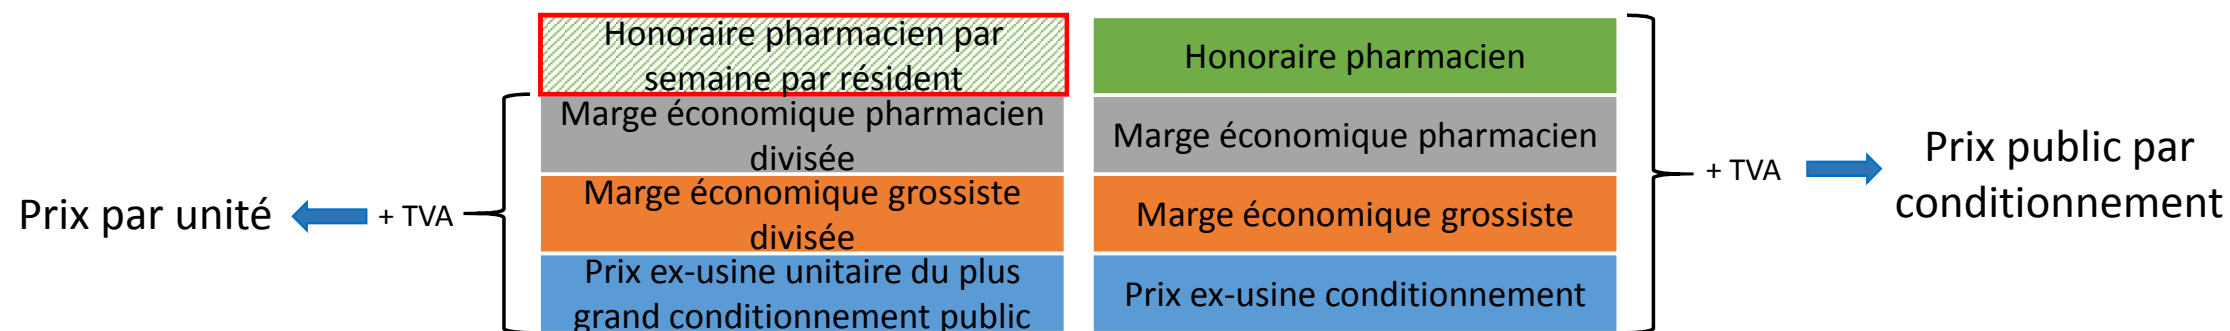 Prix par unité
+ TVA
Honoraire pharmacien par
semaine par résident
Marge économique pharmacien
divisée
Marge économique grossiste
divisée
Prix ex-usine unitaire du plus
grand conditionnement public
Honoraire pharmacien
Marge économique pharmacien
Marge économique grossiste
Prix ex-usine conditionnement
+ TVA
Prix public par
conditionnement